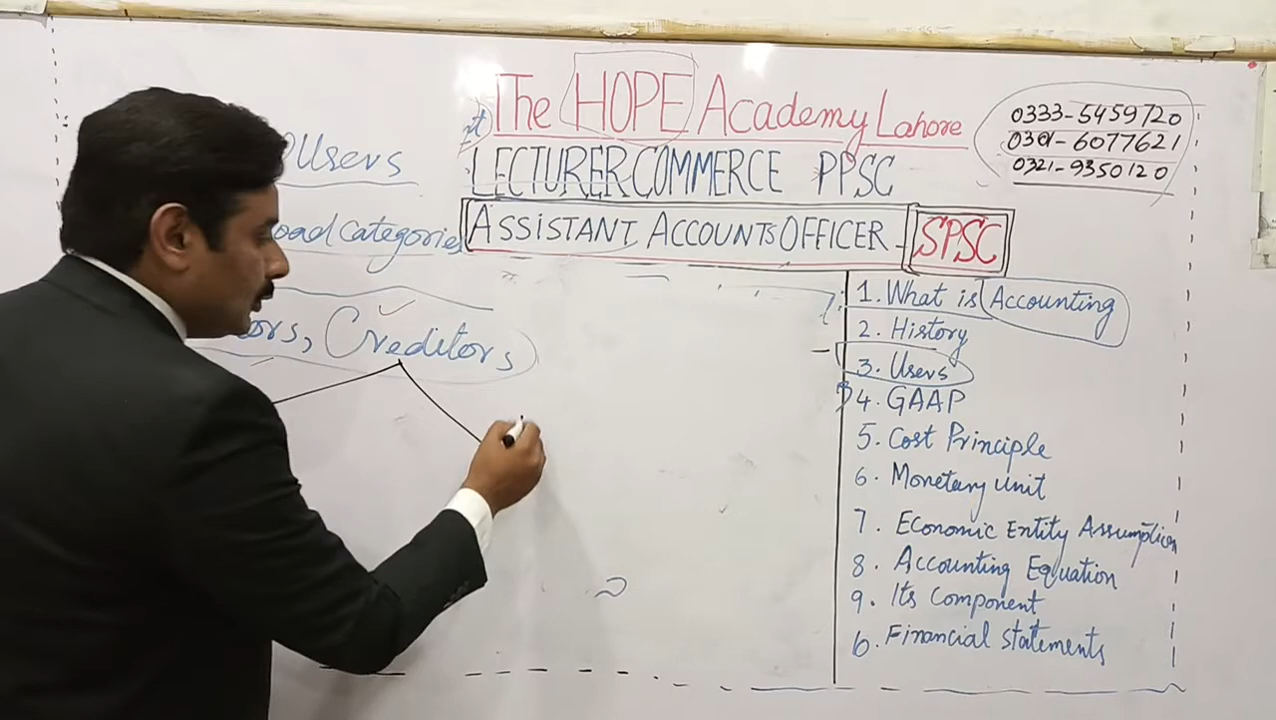 The HOPE Academy Lahore
0333-5459720
0301-6077621
0321-9350120
LECTURER COMMERCE PPSC
Users
ASSISTANT ACCOUNTS OFFICER - SPSC
categories
Creditors
1. What is Accounting
2. History
3. Users
4. GAAP
5. Cost Principle
6. Monetary unit
7. Economic Entity Assumption
8. Accounting Equation
9. Its Component
10. Financial statements